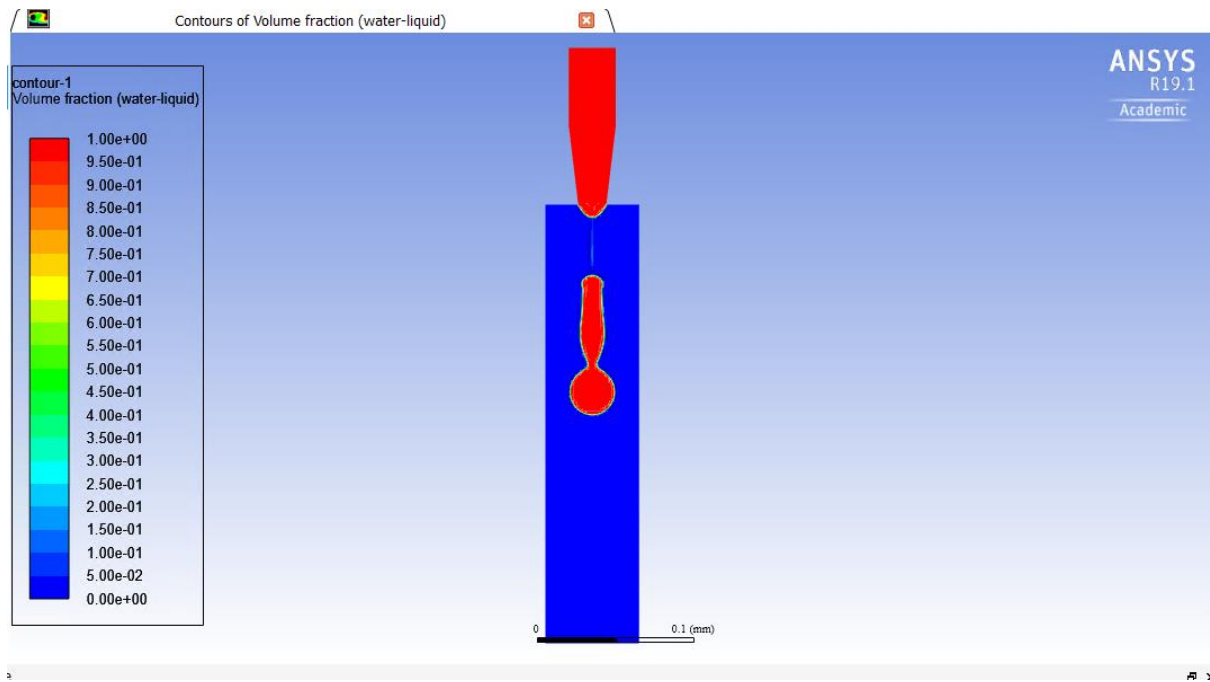 Contours of Volume fraction (water-liquid)
ANSYS
R19.1
Academic
contour-1
Volume fraction (water-liquid)
1.00e+00
9.50e-01
9.00e-01
8.50e-01
8.00e-01
7.50e-01
7.00e-01
6.50e-01
6.00e-01
5.50e-01
5.00e-01
4.50e-01
4.00e-01
3.50e-01
3.00e-01
2.50e-01
2.00e-01
1.50e-01
1.00e-01
5.00e-02
0.00e+00
0 0.1 (mm)